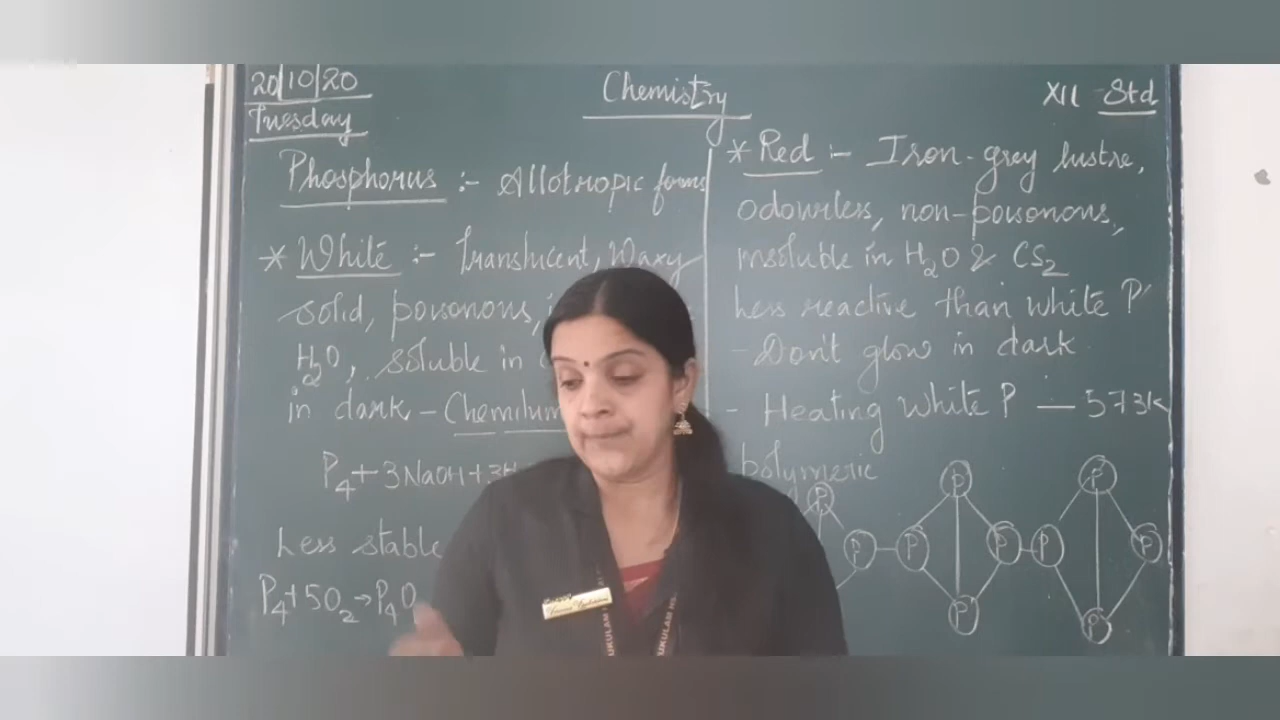 20/10/20
Tuesday
Chemistry
XII Std
Phosphorus :- Allotropic forms
* White :- Translucent, Waxy
solid, poisonous,
H2O, soluble in
in dark - Chemilum
P4 + 3NaOH + 3H
Less stable
P4 + 5O2 → P4O
* Red :- Iron-grey lustre,
odourless, non-poisonous,
insoluble in H2O & CS2
Less reactive than white P
- Don't glow in dark
- Heating white P — 573K
polymeric
P P P
P P P P P
P P
UKULAM